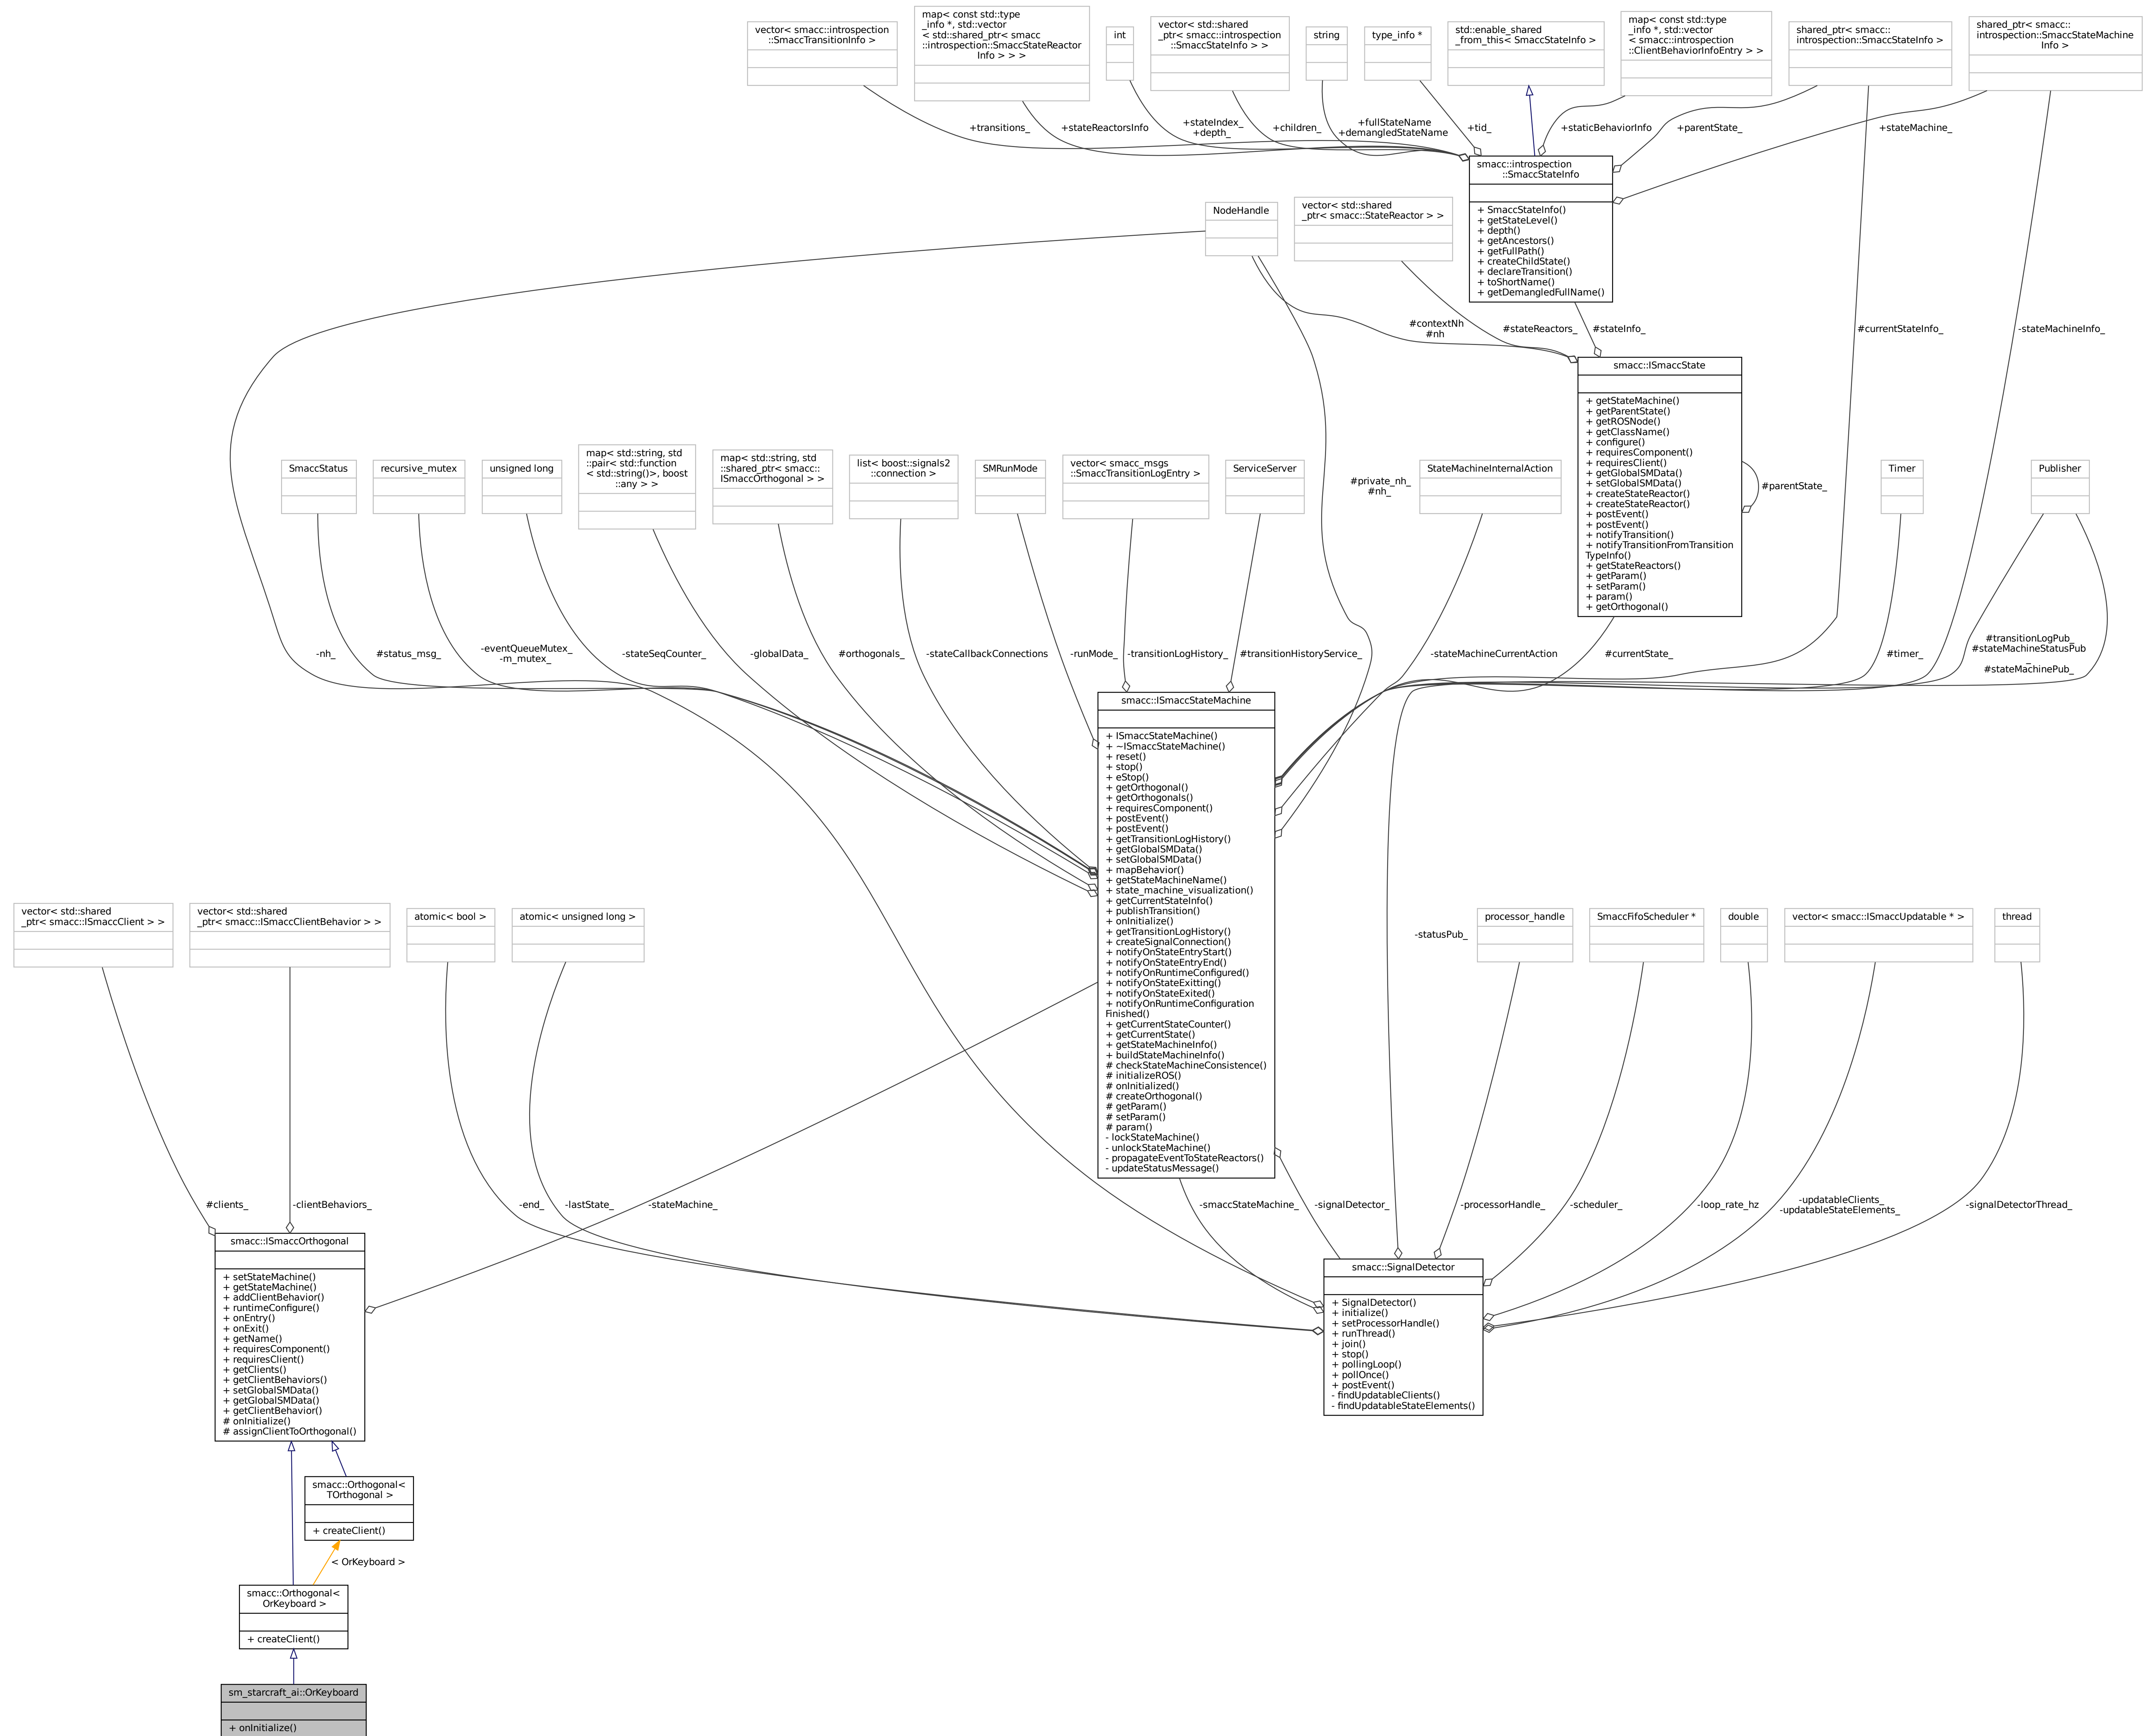 vector< smacc::introspection
::SmaccTransitionInfo >
map< const std::type
_info *, std::vector
< std::shared_ptr< smacc
::introspection::SmaccStateReactor
Info > > >
int
vector< std::shared
_ptr< smacc::introspection
::SmaccStateInfo > >
string
type_info *
std::enable_shared
_from_this< SmaccStateInfo >
map< const std::type
_info *, std::vector
< smacc::introspection
::ClientBehaviorInfoEntry > >
shared_ptr< smacc::
introspection::SmaccStateInfo >
shared_ptr< smacc::
introspection::SmaccStateMachine
Info >
+transitions_
+stateReactorsInfo
+stateIndex_
+depth_
+children_
+fullStateName
+demangledStateName
+tid_
+staticBehaviorInfo
+parentState_
+stateMachine_
smacc::introspection
::SmaccStateInfo
+ SmaccStateInfo()
+ getStateLevel()
+ depth()
+ getAncestors()
+ getFullPath()
+ createChildState()
+ declareTransition()
+ toShortName()
+ getDemangledFullName()
NodeHandle
vector< std::shared
_ptr< smacc::StateReactor > >
#contextNh
#nh
#stateReactors_
#stateInfo_
#currentStateInfo_
-stateMachineInfo_
smacc::ISmaccState
+ getStateMachine()
+ getParentState()
+ getROSNode()
+ getClassName()
+ configure()
+ requiresComponent()
+ requiresClient()
+ getGlobalSMData()
+ setGlobalSMData()
+ createStateReactor()
+ createStateReactor()
+ postEvent()
+ postEvent()
+ notifyTransition()
+ notifyTransitionFromTransition
TypeInfo()
+ getStateReactors()
+ getParam()
+ setParam()
+ param()
+ getOrthogonal()
#parentState_
SmaccStatus
recursive_mutex
unsigned long
map< std::string, std
::pair< std::function
< std::string()>, boost
::any > >
map< std::string, std
::shared_ptr< smacc::
ISmaccOrthogonal > >
list< boost::signals2
::connection >
SMRunMode
vector< smacc_msgs
::SmaccTransitionLogEntry >
ServiceServer
#private_nh_
#nh_
StateMachineInternalAction
Timer
Publisher
-nh_
#status_msg_
-eventQueueMutex_
-m_mutex_
-stateSeqCounter_
-globalData_
#orthogonals_
-stateCallbackConnections
-runMode_
-transitionLogHistory_
#transitionHistoryService_
-stateMachineCurrentAction
#currentState_
#timer_
#transitionLogPub_
#stateMachineStatusPub
_
#stateMachinePub_
smacc::ISmaccStateMachine
+ ISmaccStateMachine()
+ ~ISmaccStateMachine()
+ reset()
+ stop()
+ eStop()
+ getOrthogonal()
+ getOrthogonals()
+ requiresComponent()
+ postEvent()
+ postEvent()
+ getTransitionLogHistory()
+ getGlobalSMData()
+ setGlobalSMData()
+ mapBehavior()
+ getStateMachineName()
+ state_machine_visualization()
+ getCurrentStateInfo()
+ publishTransition()
+ onInitialize()
+ getTransitionLogHistory()
+ createSignalConnection()
+ notifyOnStateEntryStart()
+ notifyOnStateEntryEnd()
+ notifyOnRuntimeConfigured()
+ notifyOnStateExitting()
+ notifyOnStateExited()
+ notifyOnRuntimeConfiguration
Finished()
+ getCurrentStateCounter()
+ getCurrentState()
+ getStateMachineInfo()
+ buildStateMachineInfo()
# checkStateMachineConsistence()
# initializeROS()
# onInitialized()
# createOrthogonal()
# getParam()
# setParam()
# param()
- lockStateMachine()
- unlockStateMachine()
- propagateEventToStateReactors()
- updateStatusMessage()
vector< std::shared
_ptr< smacc::ISmaccClient > >
vector< std::shared
_ptr< smacc::ISmaccClientBehavior > >
atomic< bool >
atomic< unsigned long >
-statusPub_
processor_handle
SmaccFifoScheduler *
double
vector< smacc::ISmaccUpdatable * >
thread
#clients_
-clientBehaviors_
-end_
-lastState_
-stateMachine_
-smaccStateMachine_
-signalDetector_
-processorHandle_
-scheduler_
-loop_rate_hz
-updatableClients_
-updatableStateElements_
-signalDetectorThread_
smacc::ISmaccOrthogonal
+ setStateMachine()
+ getStateMachine()
+ addClientBehavior()
+ runtimeConfigure()
+ onEntry()
+ onExit()
+ getName()
+ requiresComponent()
+ requiresClient()
+ getClients()
+ getClientBehaviors()
+ setGlobalSMData()
+ getGlobalSMData()
+ getClientBehavior()
# onInitialize()
# assignClientToOrthogonal()
smacc::SignalDetector
+ SignalDetector()
+ initialize()
+ setProcessorHandle()
+ runThread()
+ join()
+ stop()
+ pollingLoop()
+ pollOnce()
+ postEvent()
- findUpdatableClients()
- findUpdatableStateElements()
smacc::Orthogonal<
TOrthogonal >
+ createClient()
< OrKeyboard >
smacc::Orthogonal<
OrKeyboard >
+ createClient()
sm_starcraft_ai::OrKeyboard
+ onInitialize()